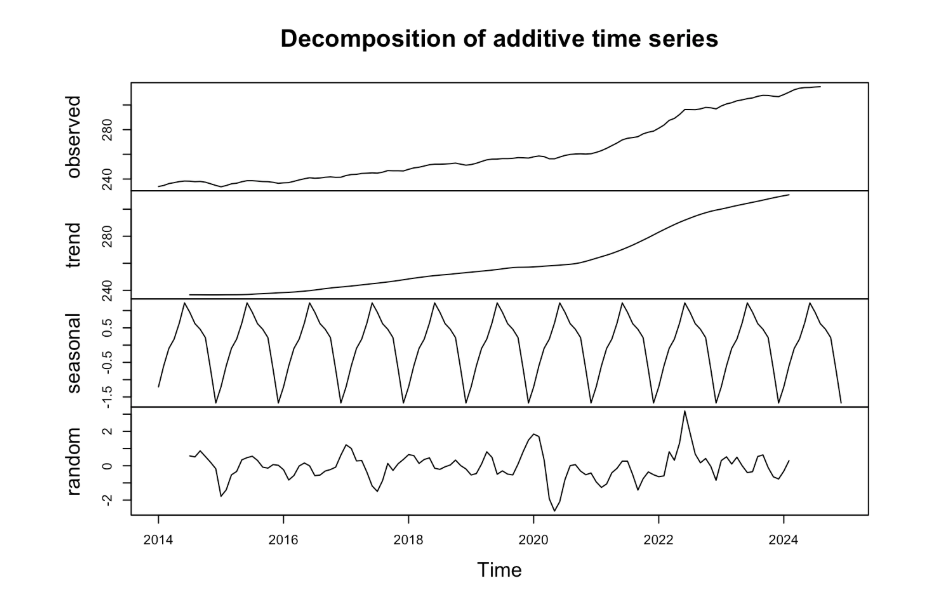 Decomposition of additive time series
observed
240 280
trend
240 280
seasonal
-1.5 -0.5 0.5
random
-2 0 2
2014 2016 2018 2020 2022 2024
Time